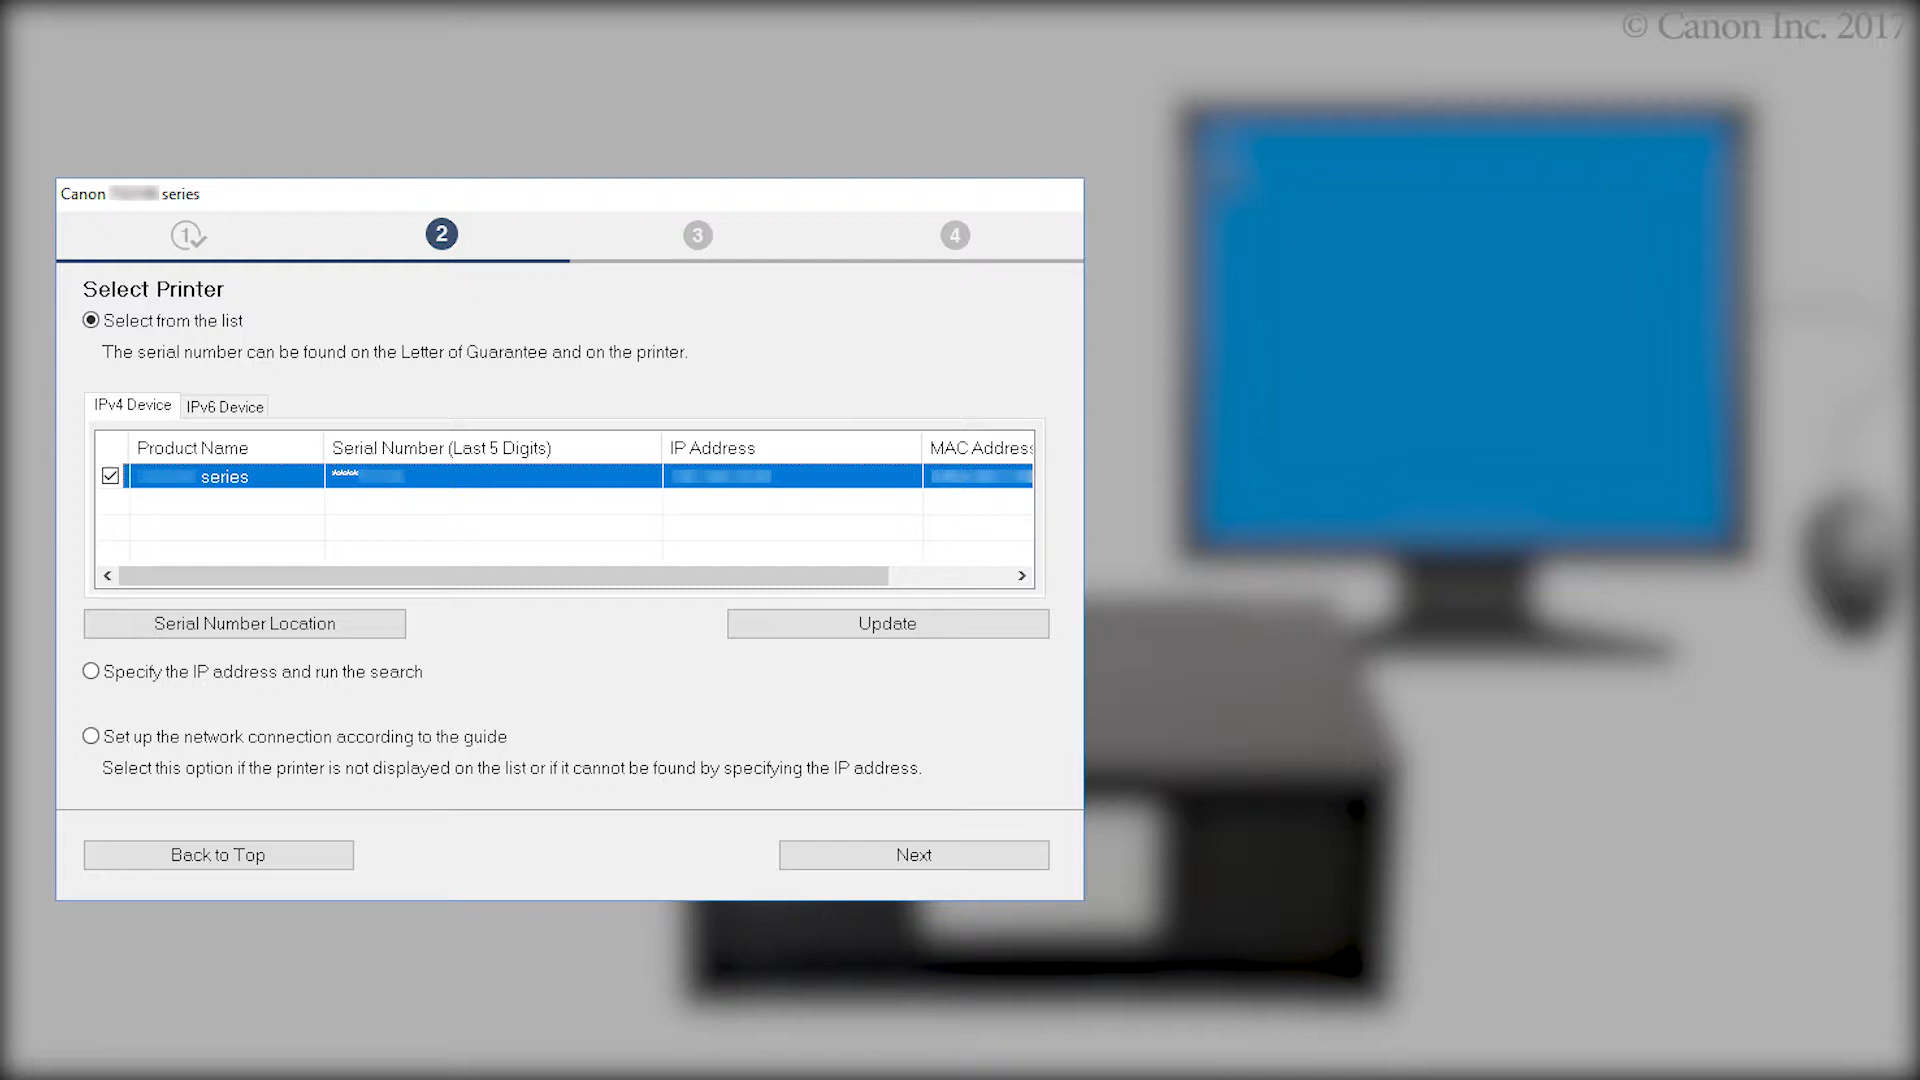 © Canon Inc. 2017
Canon series
1 2 3 4
Select Printer
Select from the list
The serial number can be found on the Letter of Guarantee and on the printer.
IPv4 Device IPv6 Device
Product Name Serial Number (Last 5 Digits) IP Address MAC Address
series ****
Serial Number Location Update
Specify the IP address and run the search
Set up the network connection according to the guide
Select this option if the printer is not displayed on the list or if it cannot be found by specifying the IP address.
Back to Top Next